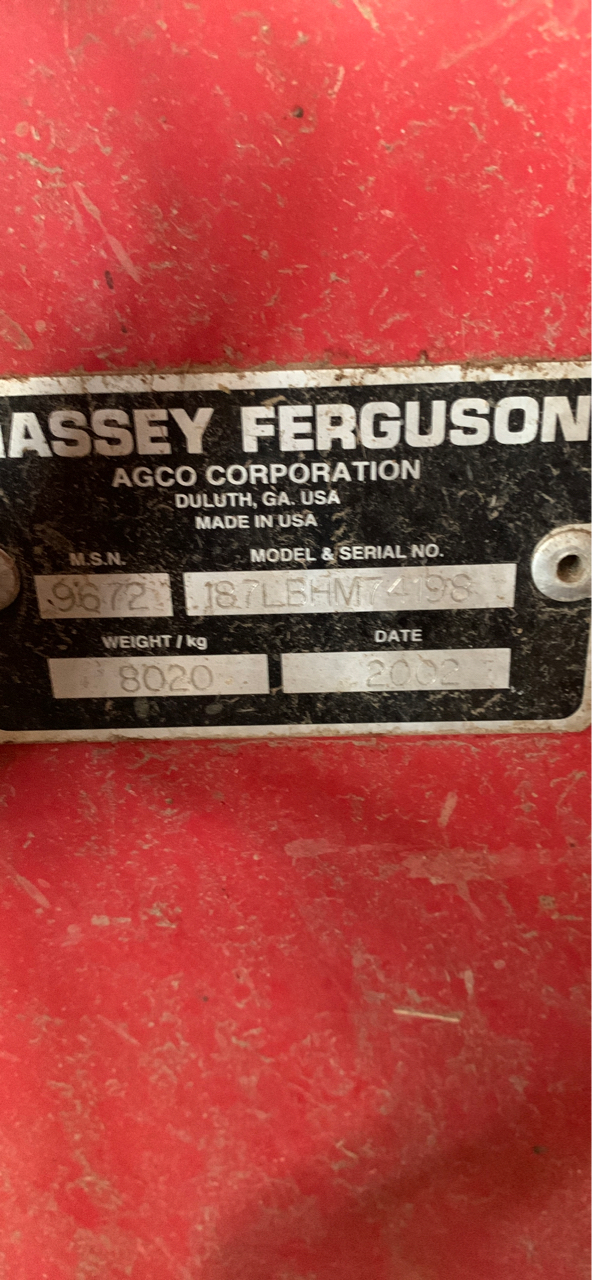 MASSEY FERGUSON
AGCO CORPORATION
DULUTH, GA. USA
MADE IN USA
M.S.N. MODEL & SERIAL NO.
9672 187LBHM74198
WEIGHT / kg DATE
8020 2002